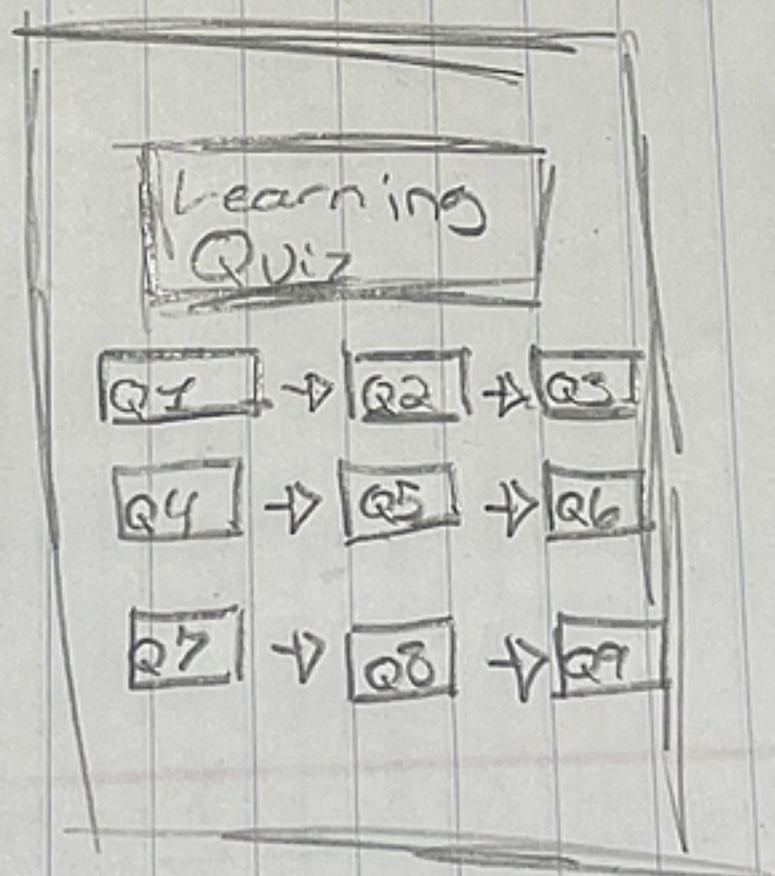 Learning
Quiz
Q1 → Q2 → Q3
Q4 → Q5 → Q6
Q7 → Q8 → Q9